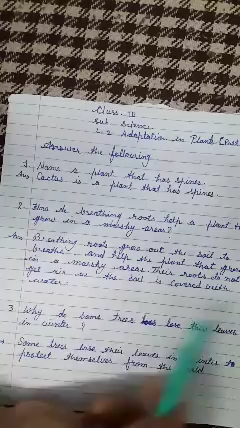 Class. III
Sub. Science.
L. 2 Adaptation in Plants
Answer the following
1. Name a plant that has spines.
Ans Cactus is a plant that has spines.
2. How do breathing roots help a plant to
grow in a marshy areas?
Ans. Breathing roots grow out the soil to
breathe and help the plant that grow
in a marshy areas. Their roots do not
get air as the soil is covered with
water.
3. Why do some trees lose their leaves
in winter?
Some trees lose their leaves in winter to
protect themselves from the cold